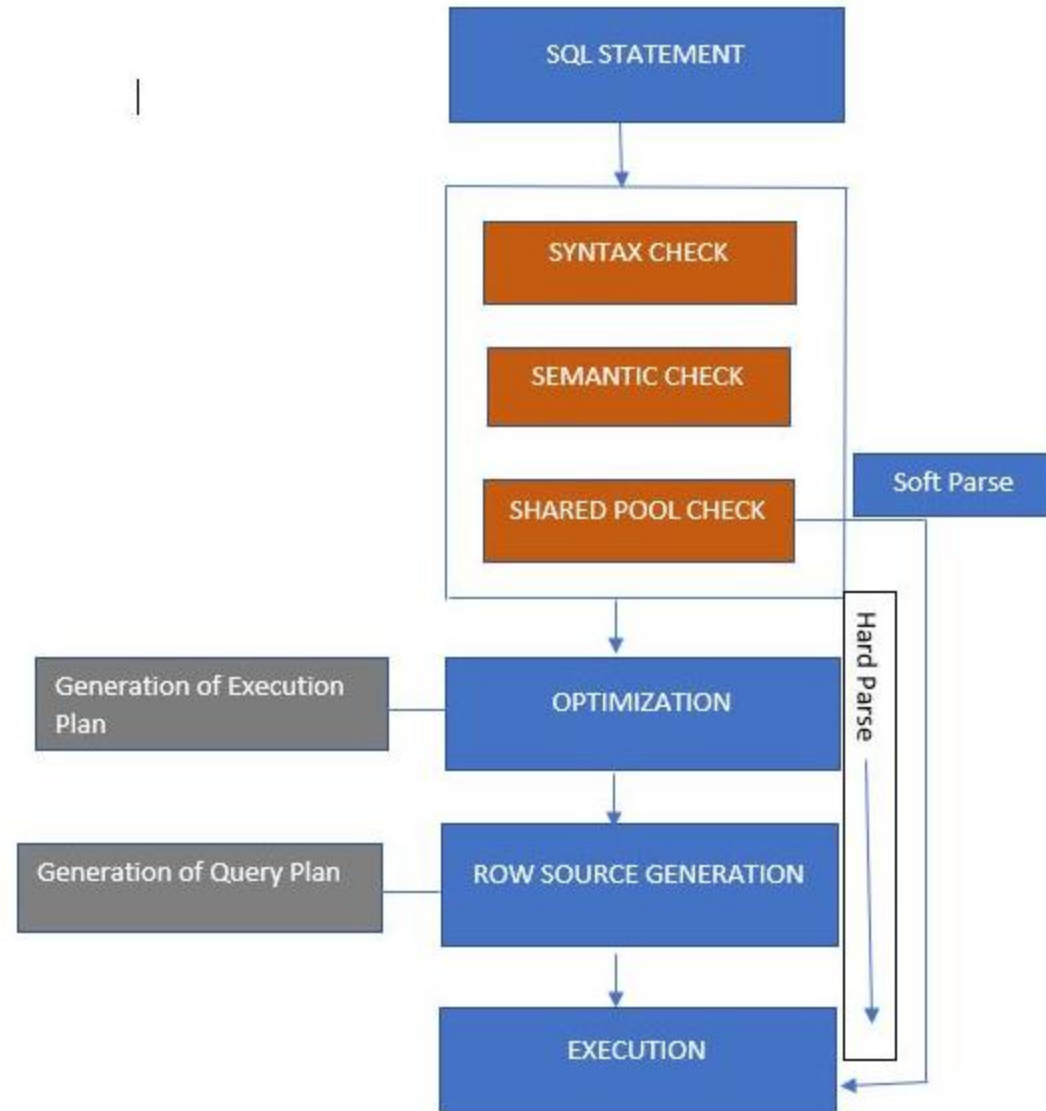 SQL STATEMENT
SYNTAX CHECK
SEMANTIC CHECK
SHARED POOL CHECK
Soft Parse
Hard Parse
Generation of Execution
Plan
OPTIMIZATION
Generation of Query Plan
ROW SOURCE GENERATION
EXECUTION